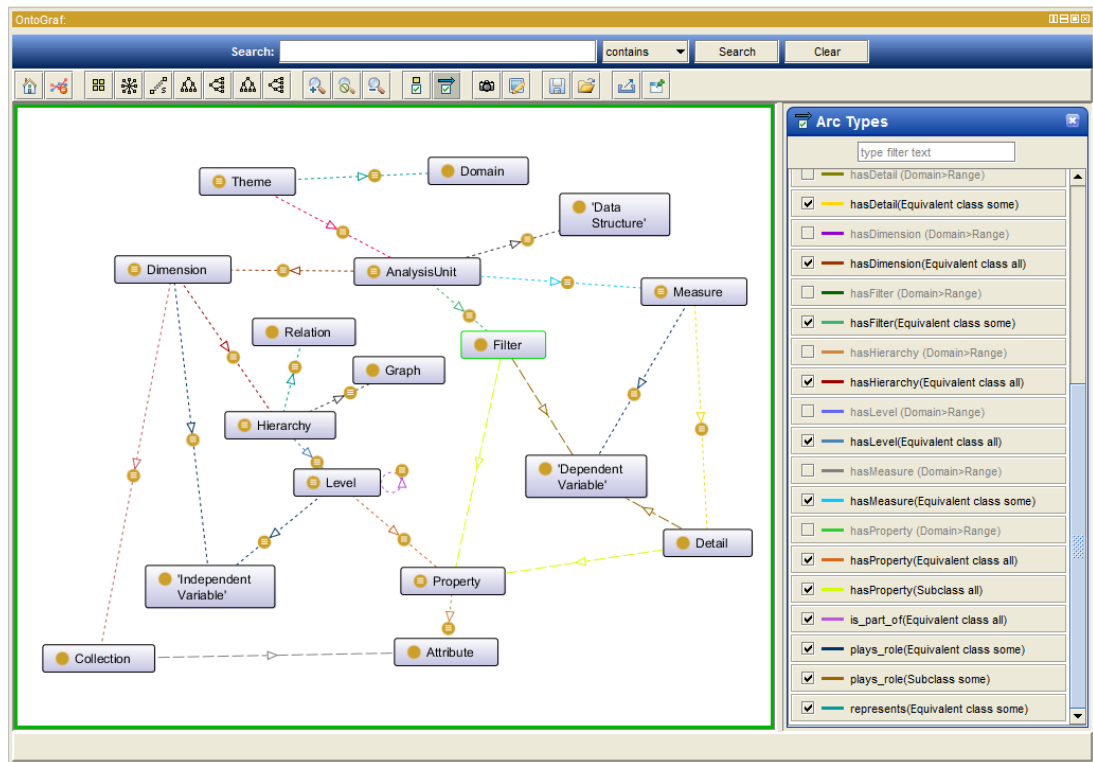 OntoGraf:
Search:
contains
Search
Clear
Theme
Domain
'Data
Structure'
Dimension
AnalysisUnit
Measure
Relation
Filter
Graph
Hierarchy
Level
'Dependent
Variable'
Detail
'Independent
Variable'
Property
Collection
Attribute
Arc Types
type filter text
hasDetail (Domain>Range)
hasDetail(Equivalent class some)
hasDimension (Domain>Range)
hasDimension(Equivalent class all)
hasFilter (Domain>Range)
hasFilter(Equivalent class some)
hasHierarchy (Domain>Range)
hasHierarchy(Equivalent class all)
hasLevel (Domain>Range)
hasLevel(Equivalent class all)
hasMeasure (Domain>Range)
hasMeasure(Equivalent class some)
hasProperty (Domain>Range)
hasProperty(Equivalent class all)
hasProperty(Subclass all)
is_part_of(Equivalent class all)
plays_role(Equivalent class some)
plays_role(Subclass some)
represents(Equivalent class some)